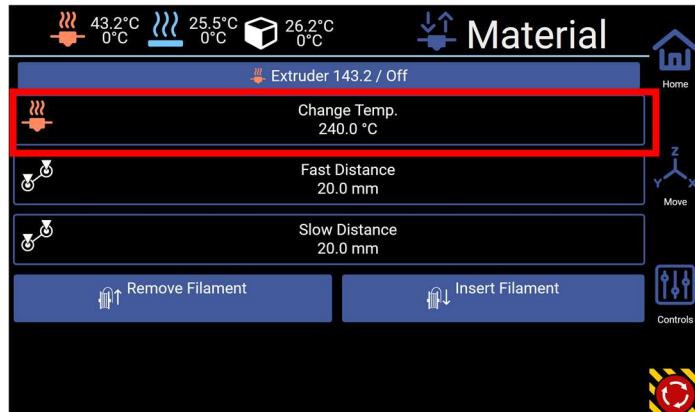 43.2°C
0°C
25.5°C
0°C
26.2°C
0°C
Material
Extruder 143.2 / Off
Home
Change Temp.
240.0 °C
Fast Distance
20.0 mm
Z
Y X
Move
Slow Distance
20.0 mm
Remove Filament
Insert Filament
Controls